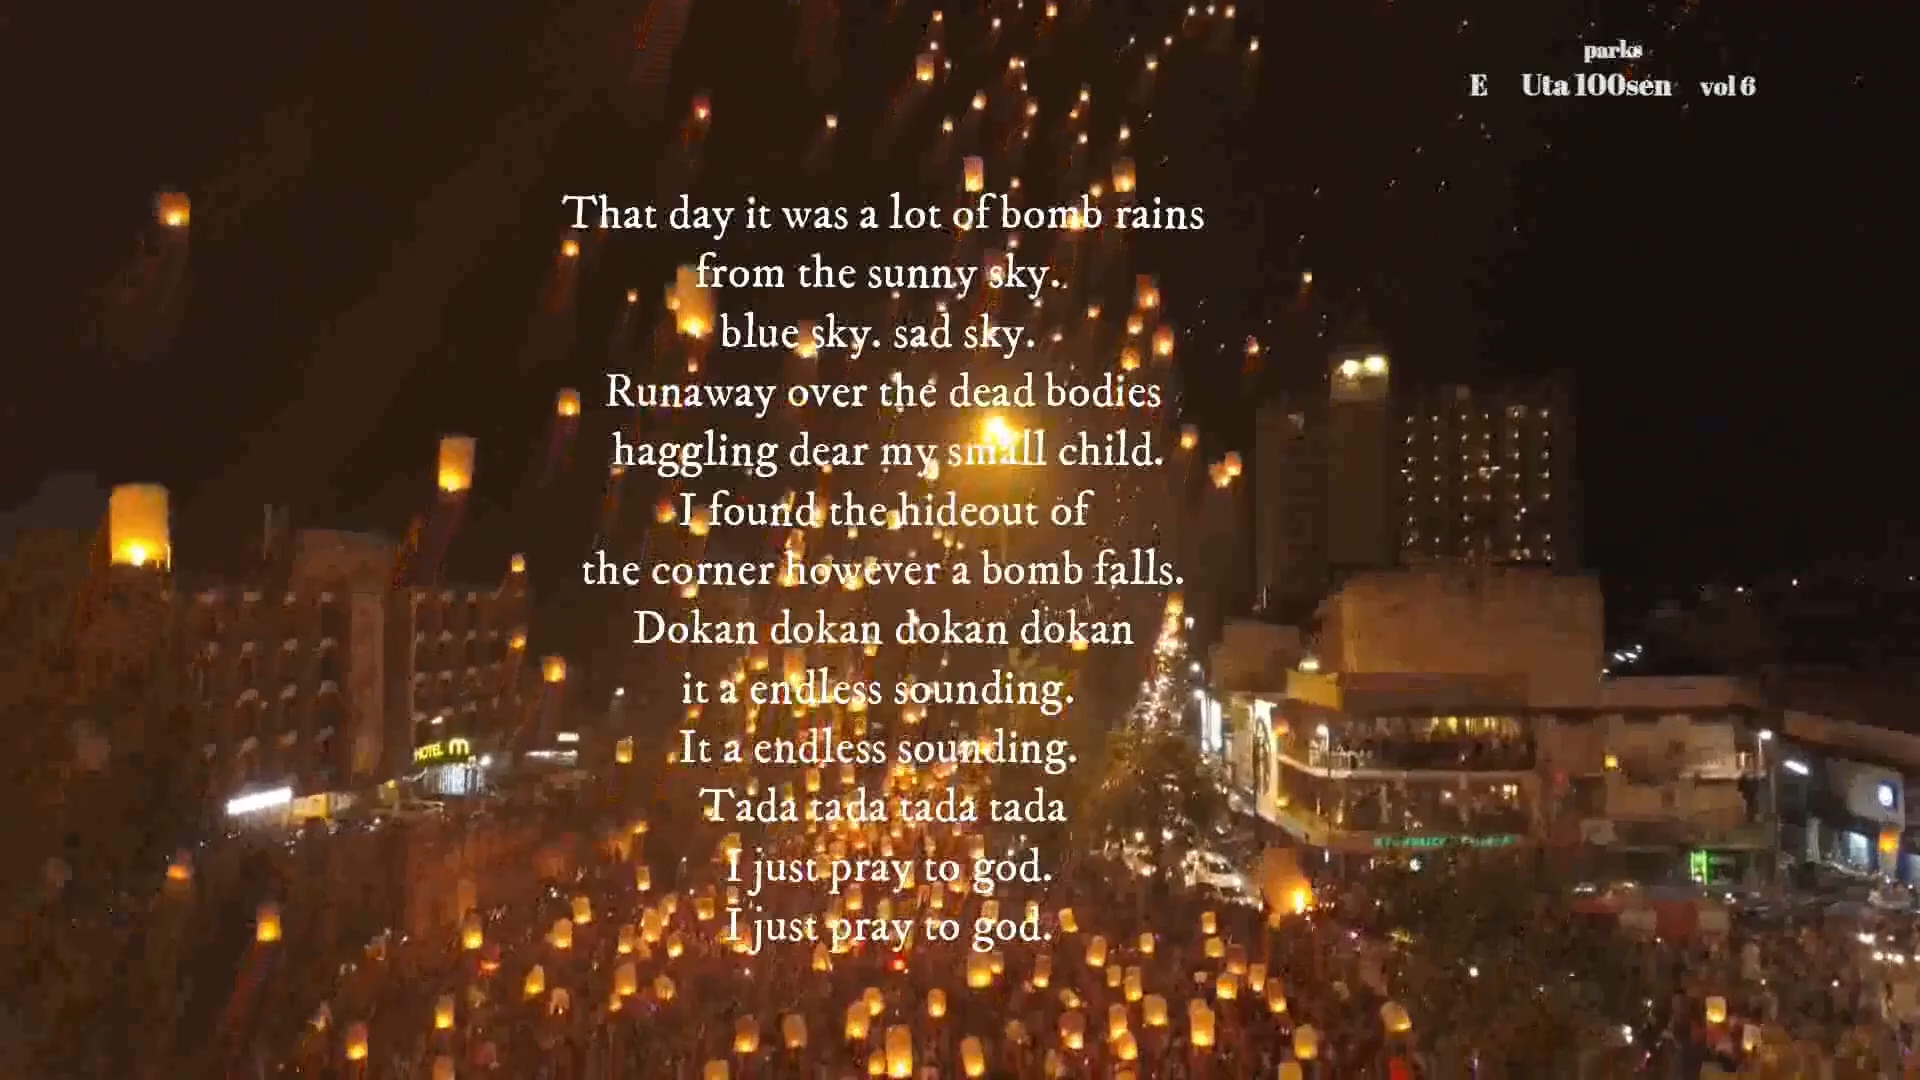 parks
E Uta 100sen vol 6
That day it was a lot of bomb rains
from the sunny sky.
blue sky. sad sky.
Runaway over the dead bodies
haggling dear my small child.
I found the hideout of
the corner however a bomb falls.
Dokan dokan dokan dokan
it a endless sounding.
It a endless sounding.
Tada tada tada tada
I just pray to god.
I just pray to god.
HOTEL